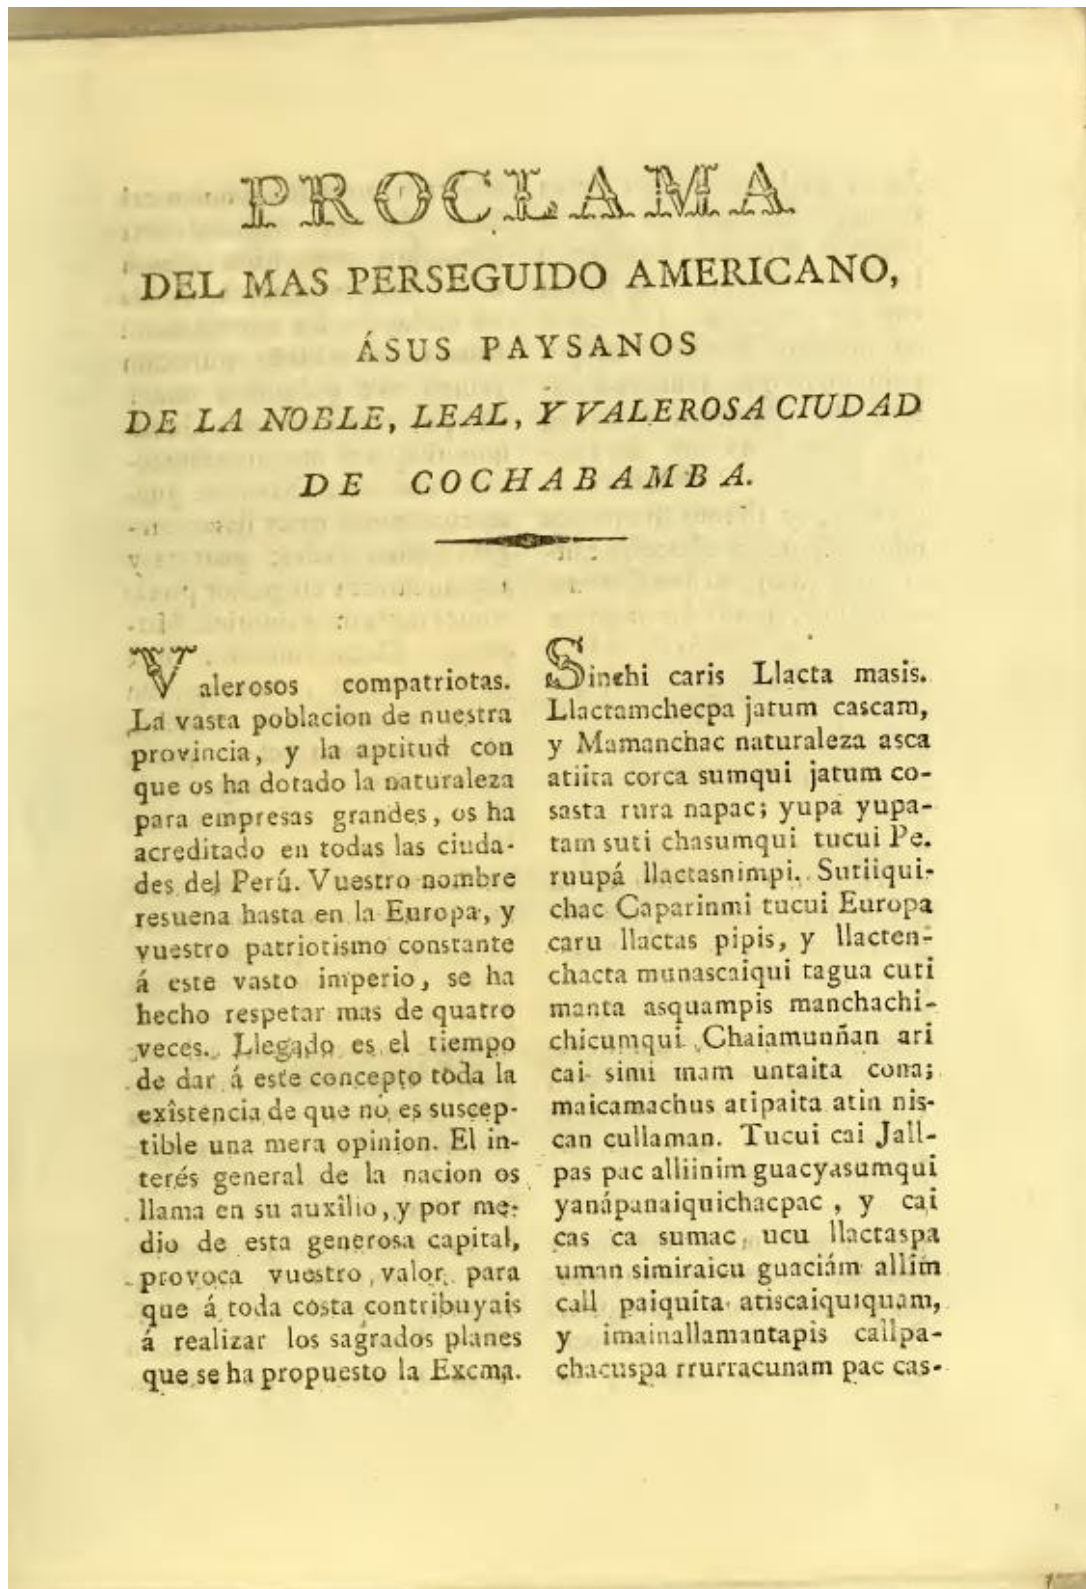 PROCLAMA
DEL MAS PERSEGUIDO AMERICANO,
ÁSUS PAYSANOS
DE LA NOBLE, LEAL, Y VALEROSA CIUDAD
DE COCHABAMBA.
Valerosos compatriotas.
La vasta poblacion de nuestra
provincia, y la aptitud con
que os ha dotado la naturaleza
para empresas grandes, os ha
acreditado en todas las ciuda-
des del Perú. Vuestro nombre
resuena hasta en la Europa, y
vuestro patriotismo constante
á este vasto imperio, se ha
hecho respetar mas de quatro
veces. Llegado es el tiempo
de dar á este concepto toda la
exîstencia de que no es suscep-
tible una mera opinion. El in-
terés general de la nacion os
llama en su auxilio, y por me-
dio de esta generosa capital,
provoca vuestro valor para
que á toda costa contribuyais
á realizar los sagrados planes
que se ha propuesto la Excma.
Sinchi caris Llacta masis.
Llactamchecpa jatum cascam,
y Mamanchac naturaleza asca
atiita corca sumqui jatum co-
sasta rura napac; yupa yupa-
tam suti chasumqui tucui Pe.
ruupá llactasnimpi. Sutiiqui-
chac Caparinmi tucui Europa
caru llactas pipis, y llacten-
chacta munascaiqui tagua cuti
manta asquampis manchachi-
chicumqui Chaiamunñan ari
cai simi mam untaita cona;
maicamachus atipaita atin nis-
can cullaman. Tucui cai Jall-
pas pac alliinim guacyasumqui
yanápanaiquichacpac, y cai
cas ca sumac ucu llactaspa
uman simiraicu guaciám allim
call paiquita atiscaiquiquam,
y imainallamantapis callpa-
chacuspa rrurracunam pac cas-